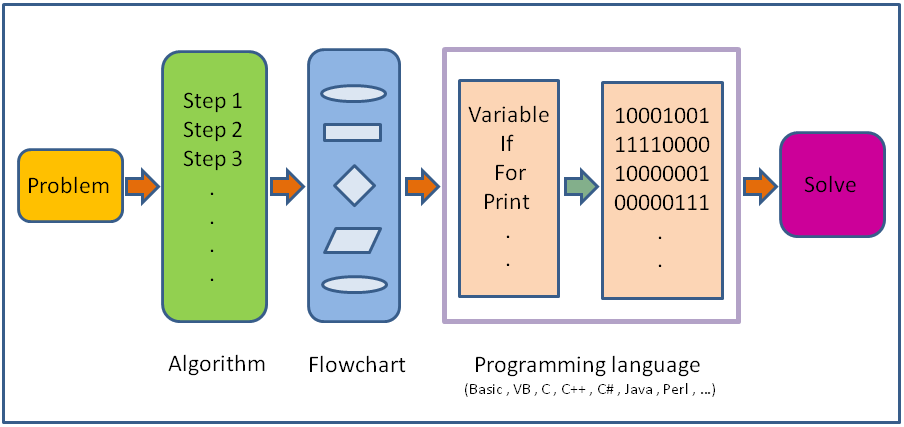 Problem
Step 1
Step 2
Step 3
.
.
.
.
Algorithm
Flowchart
Variable
If
For
Print
.
.
10001001
11110000
10000001
00000111
.
.
Programming language
(Basic , VB , C , C++ , C# , Java , Perl , ...)
Solve